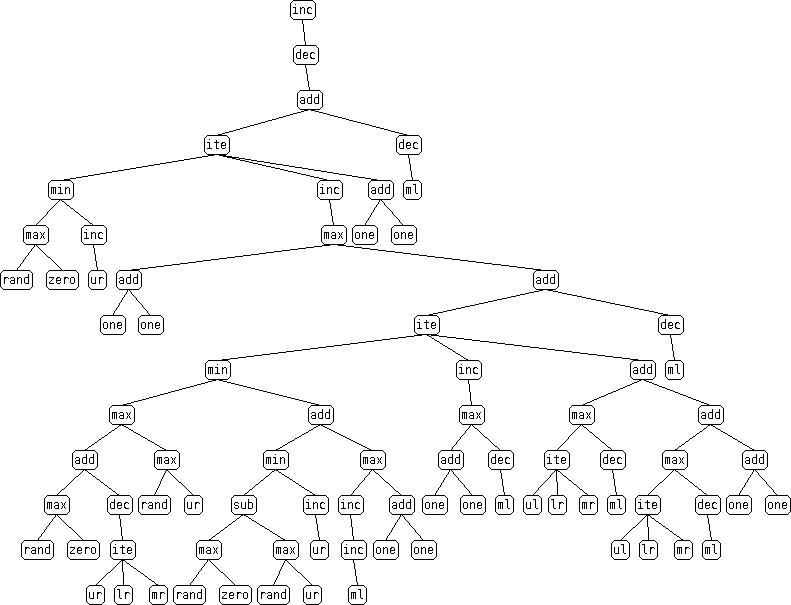 inc
dec
add
ite dec
min inc add ml
max inc max one one
rand zero ur add add
one one ite dec
min inc add ml
max add max max add
add max min max add dec ite dec max add
max dec rand ur sub inc inc add one one ml ul lr mr ml ite dec one one
rand zero ite max max ur inc one one ul lr mr ml
ur lr mr rand zero rand ur ml